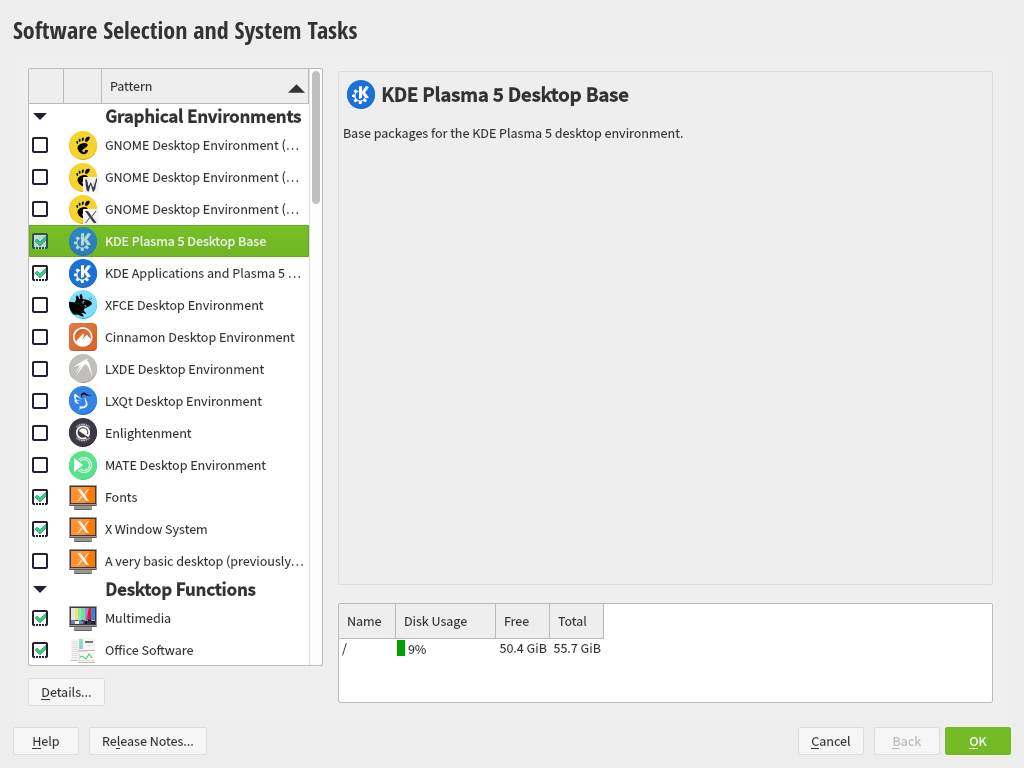 Software Selection and System Tasks
Pattern
Graphical Environments
GNOME Desktop Environment (...
GNOME Desktop Environment (...
GNOME Desktop Environment (...
KDE Plasma 5 Desktop Base
KDE Applications and Plasma 5 ...
XFCE Desktop Environment
Cinnamon Desktop Environment
LXDE Desktop Environment
LXQt Desktop Environment
Enlightenment
MATE Desktop Environment
Fonts
X Window System
A very basic desktop (previously...
Desktop Functions
Multimedia
Office Software
Details...
KDE Plasma 5 Desktop Base
Base packages for the KDE Plasma 5 desktop environment.
Name Disk Usage Free Total
/ 9% 50.4 GiB 55.7 GiB
Help Release Notes... Cancel Back OK